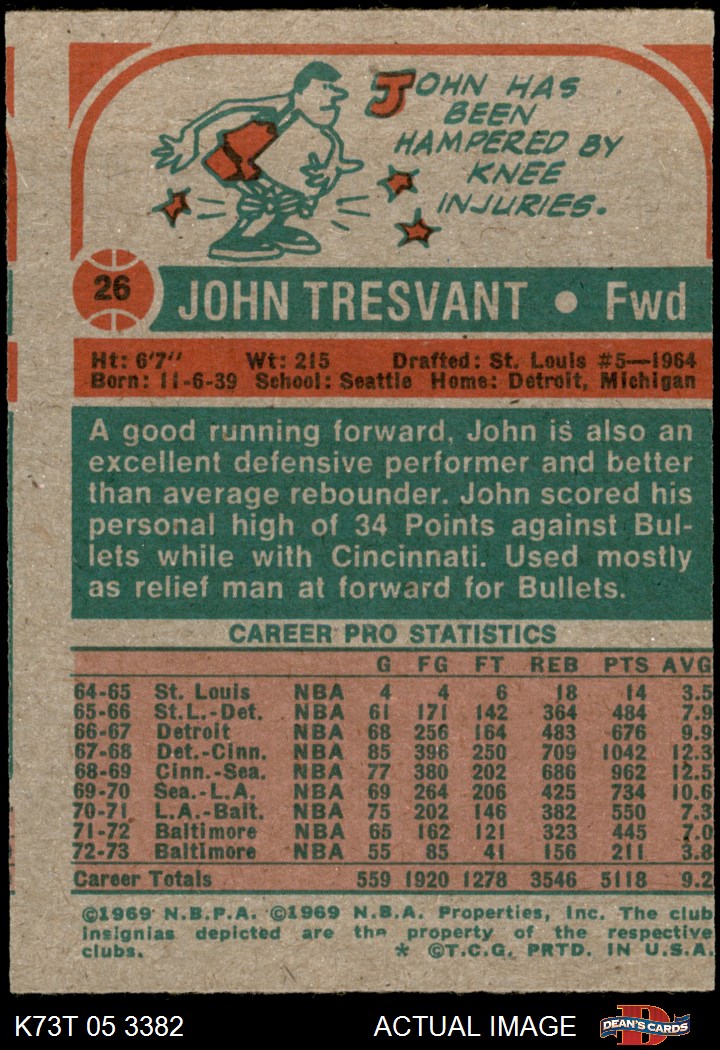 JOHN HAS
BEEN
HAMPERED BY
KNEE
INJURIES.
26
JOHN TRESVANT • Fwd
Ht: 6'7" Wt: 215 Drafted: St. Louis #5—1964
Born: 11-6-39 School: Seattle Home: Detroit, Michigan
A good running forward, John is also an
excellent defensive performer and better
than average rebounder. John scored his
personal high of 34 Points against Bul-
lets while with Cincinnati. Used mostly
as relief man at forward for Bullets.
CAREER PRO STATISTICS
G FG FT REB PTS AVG
64-65 St. Louis NBA 4 4 6 18 14 3.5
65-66 St.L.-Det. NBA 61 171 142 364 484 7.9
66-67 Detroit NBA 68 256 164 483 676 9.9
67-68 Det.-Cinn. NBA 85 396 250 709 1042 12.3
68-69 Cinn.-Sea. NBA 77 380 202 686 962 12.5
69-70 Sea.-L.A. NBA 69 264 206 425 734 10.6
70-71 L.A.-Balt. NBA 75 202 146 382 550 7.3
71-72 Baltimore NBA 65 162 121 323 445 7.0
72-73 Baltimore NBA 55 85 41 156 211 3.8
Career Totals 559 1920 1278 3546 5118 9.2
©1969 N.B.P.A. ©1969 N.B.A. Properties, Inc. The club
insignias depicted are the property of the respective
clubs. * ©T.C.G. PRTD. IN U.S.A.
K73T 05 3382 ACTUAL IMAGE
D
DEAN'S CARDS